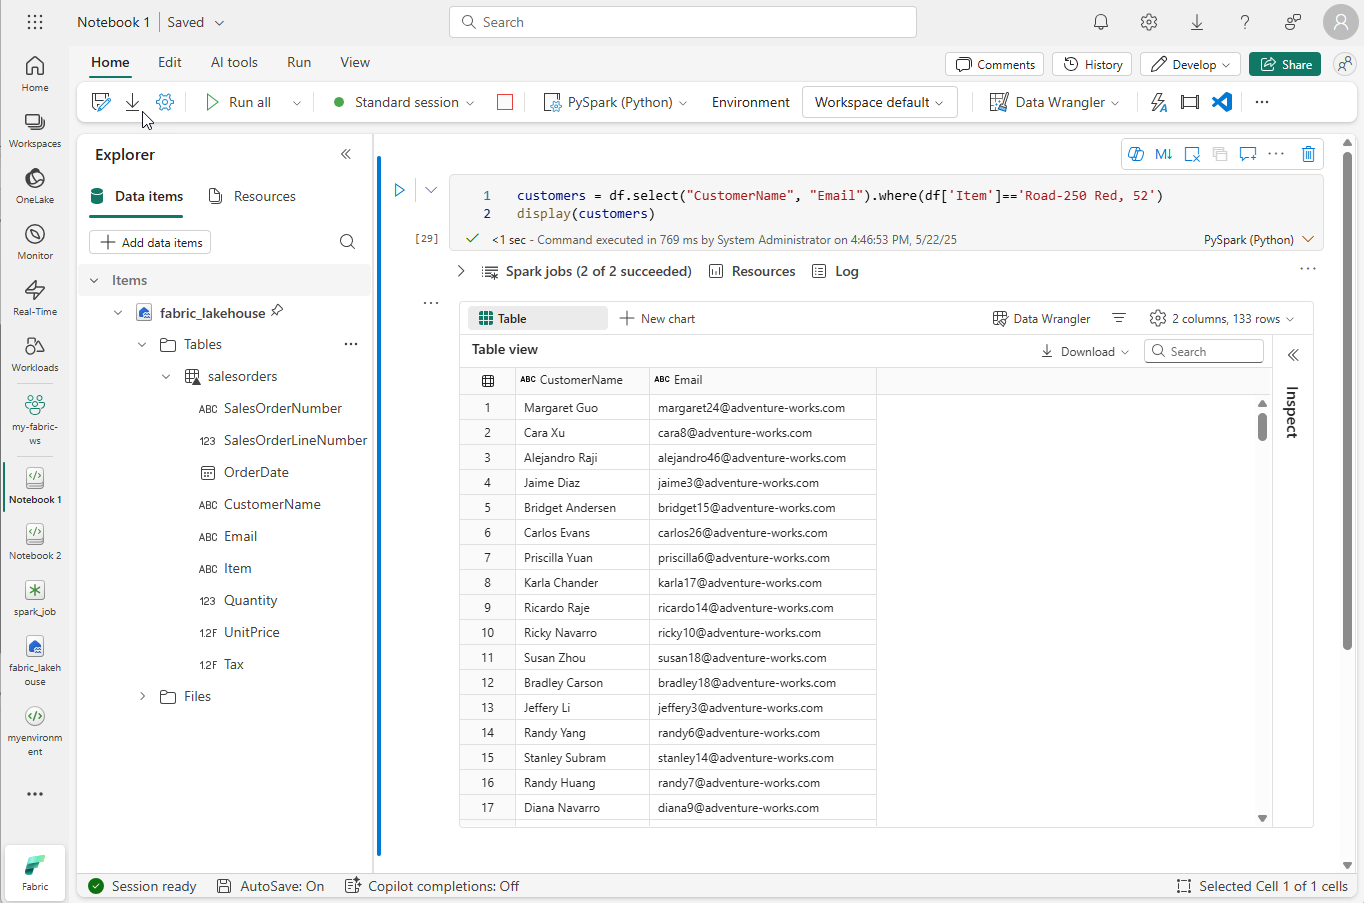 Notebook 1 | Saved
Search
Home Edit AI tools Run View
Comments History Develop Share
Run all Standard session PySpark (Python) Environment Workspace default Data Wrangler ...
Home
Workspaces
OneLake
Monitor
Real-Time
Workloads
my-fabric-
ws
Notebook 1
Notebook 2
spark_job
fabric_lakeh
ouse
myenvironm
ent
...
Fabric
Explorer
Data items Resources
Add data items
Items
fabric_lakehouse
Tables ...
salesorders
ABC SalesOrderNumber
123 SalesOrderLineNumber
OrderDate
ABC CustomerName
ABC Email
ABC Item
123 Quantity
1.2F UnitPrice
1.2F Tax
Files
M↓ ...
1 customers = df.select("CustomerName", "Email").where(df['Item']=='Road-250 Red, 52')
2 display(customers)
[29] <1 sec - Command executed in 769 ms by System Administrator on 4:46:53 PM, 5/22/25 PySpark (Python)
Spark jobs (2 of 2 succeeded) Resources Log ...
...
Table New chart Data Wrangler 2 columns, 133 rows
Table view Download Search
Inspect
ABC CustomerName ABC Email
1 Margaret Guo margaret24@adventure-works.com
2 Cara Xu cara8@adventure-works.com
3 Alejandro Raji alejandro46@adventure-works.com
4 Jaime Diaz jaime3@adventure-works.com
5 Bridget Andersen bridget15@adventure-works.com
6 Carlos Evans carlos26@adventure-works.com
7 Priscilla Yuan priscilla6@adventure-works.com
8 Karla Chander karla17@adventure-works.com
9 Ricardo Raje ricardo14@adventure-works.com
10 Ricky Navarro ricky10@adventure-works.com
11 Susan Zhou susan18@adventure-works.com
12 Bradley Carson bradley18@adventure-works.com
13 Jeffery Li jeffery3@adventure-works.com
14 Randy Yang randy6@adventure-works.com
15 Stanley Subram stanley14@adventure-works.com
16 Randy Huang randy7@adventure-works.com
17 Diana Navarro diana9@adventure-works.com
Session ready AutoSave: On Copilot completions: Off Selected Cell 1 of 1 cells